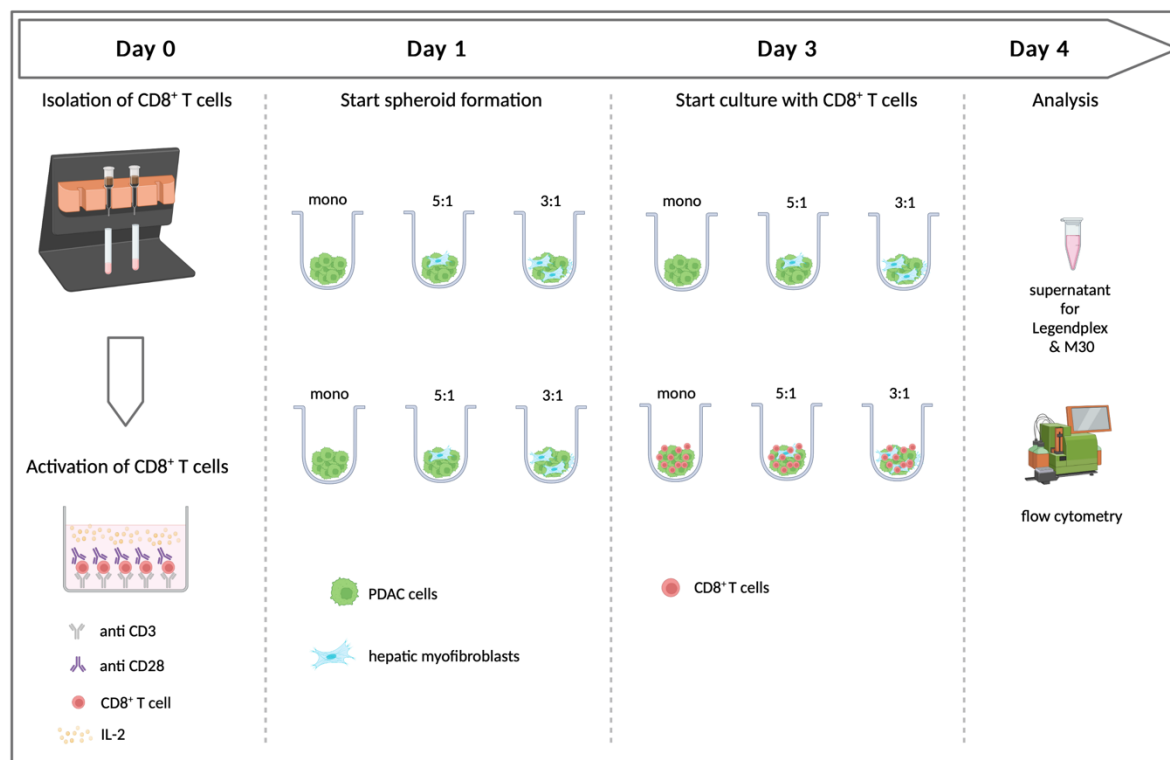 Day 0
Day 1
Day 3
Day 4
Isolation of CD8⁺ T cells
Activation of CD8⁺ T cells
anti CD3
anti CD28
CD8⁺ T cell
IL-2
Start spheroid formation
mono
5:1
3:1
mono
5:1
3:1
PDAC cells
hepatic myofibroblasts
Start culture with CD8⁺ T cells
mono
5:1
3:1
mono
5:1
3:1
CD8⁺ T cells
Analysis
supernatant
for
Legendplex
& M30
flow cytometry